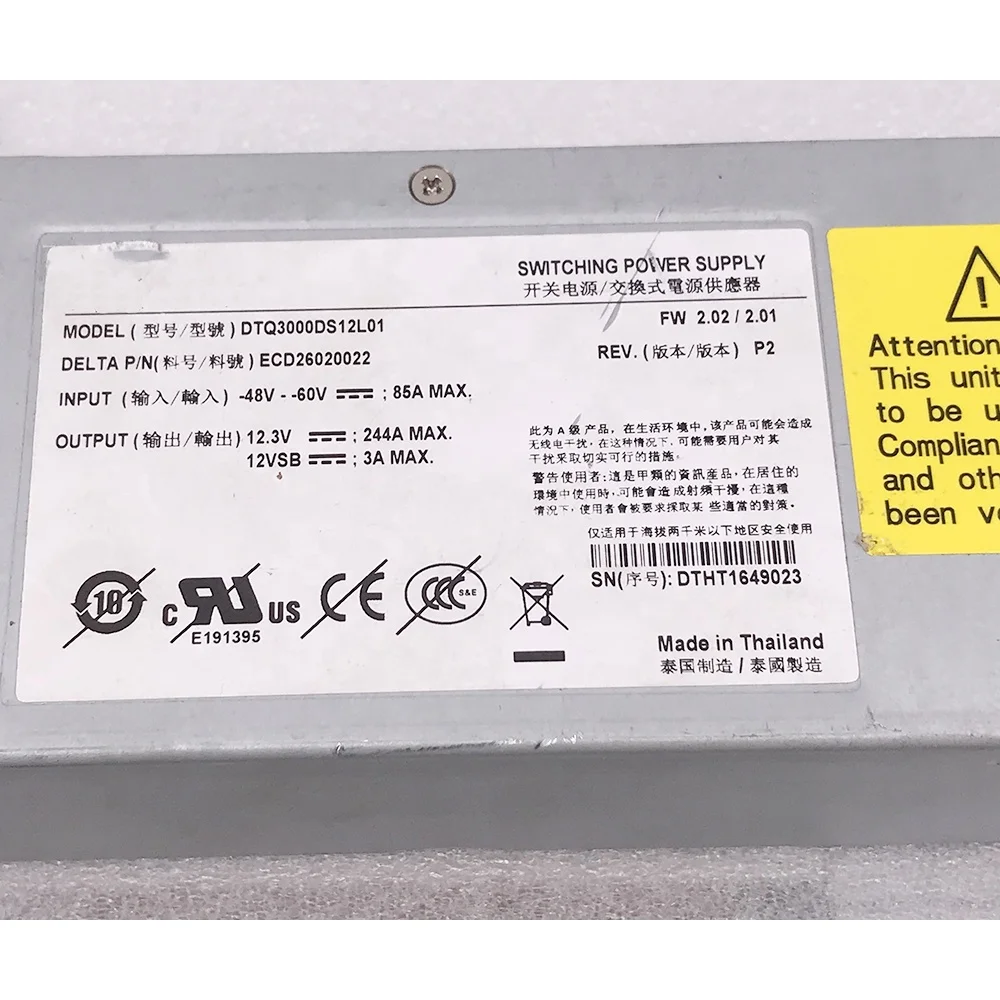 SWITCHING POWER SUPPLY
开关电源/交換式電源供應器
MODEL (型号/型號) DTQ3000DS12L01
FW 2.02 / 2.01
DELTA P/N(料号/料號) ECD26020022
REV. (版本/版本) P2
INPUT (输入/輸入) -48V - -60V ; 85A MAX.
OUTPUT (输出/輸出) 12.3V ; 244A MAX.
12VSB ; 3A MAX.
此为A级产品, 在生活环境中, 该产品可能会造成
无线电干扰, 在这种情况下, 可能需要用户对其
干扰采取切实可行的措施。
警告使用者:這是甲類的資訊産品, 在居住的
環境中使用時, 可能會造成射頻干擾, 在這種
情况下, 使用者會被要求採取某些適當的對策。
仅适用于海拔两千米以下地区安全使用
SN(序号): DTHT1649023
10
C
US
E191395
CE
CCC
S&E
Made in Thailand
泰国制造 / 泰國製造
!
Attention
This unit
to be u
Complian
and oth
been v